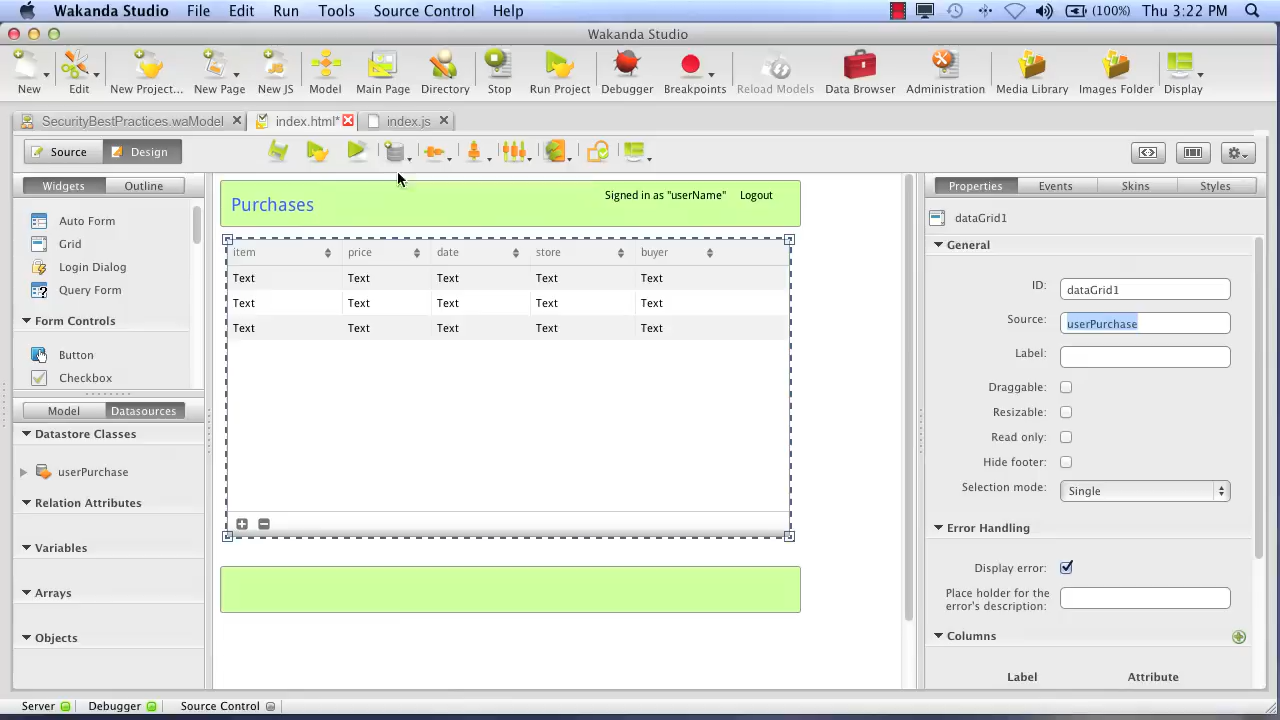 Wakanda Studio File Edit Run Tools Source Control Help (100%) Thu 3:22 PM
Wakanda Studio
New Edit New Project... New Page New JS Model Main Page Directory Stop Run Project Debugger Breakpoints Reload Models Data Browser Administration Media Library Images Folder Display
SecurityBestPractices.waModel index.html* index.js
Source Design
Widgets Outline
Auto Form
Grid
Login Dialog
Query Form
Form Controls
Button
Checkbox
Model Datasources
Datastore Classes
userPurchase
Relation Attributes
Variables
Arrays
Objects
Purchases
Signed in as "userName" Logout
item price date store buyer
Text Text Text Text Text
Text Text Text Text Text
Text Text Text Text Text
Properties Events Skins Styles
dataGrid1
General
ID: dataGrid1
Source: userPurchase
Label:
Draggable:
Resizable:
Read only:
Hide footer:
Selection mode: Single
Error Handling
Display error:
Place holder for the
error's description:
Columns
Label Attribute
Server Debugger Source Control